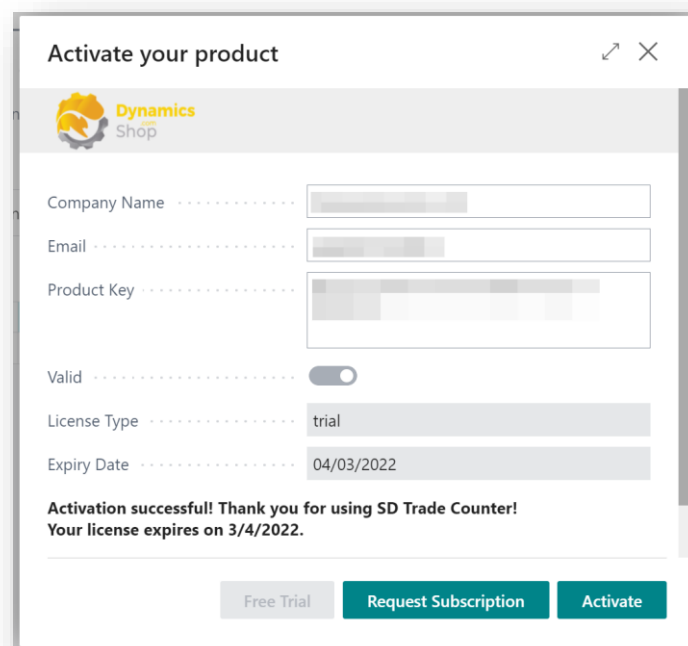 Activate your product
Dynamics
.com
Shop
Company Name
Email
Product Key
Valid
License Type trial
Expiry Date 04/03/2022
Activation successful! Thank you for using SD Trade Counter!
Your license expires on 3/4/2022.
Free Trial Request Subscription Activate